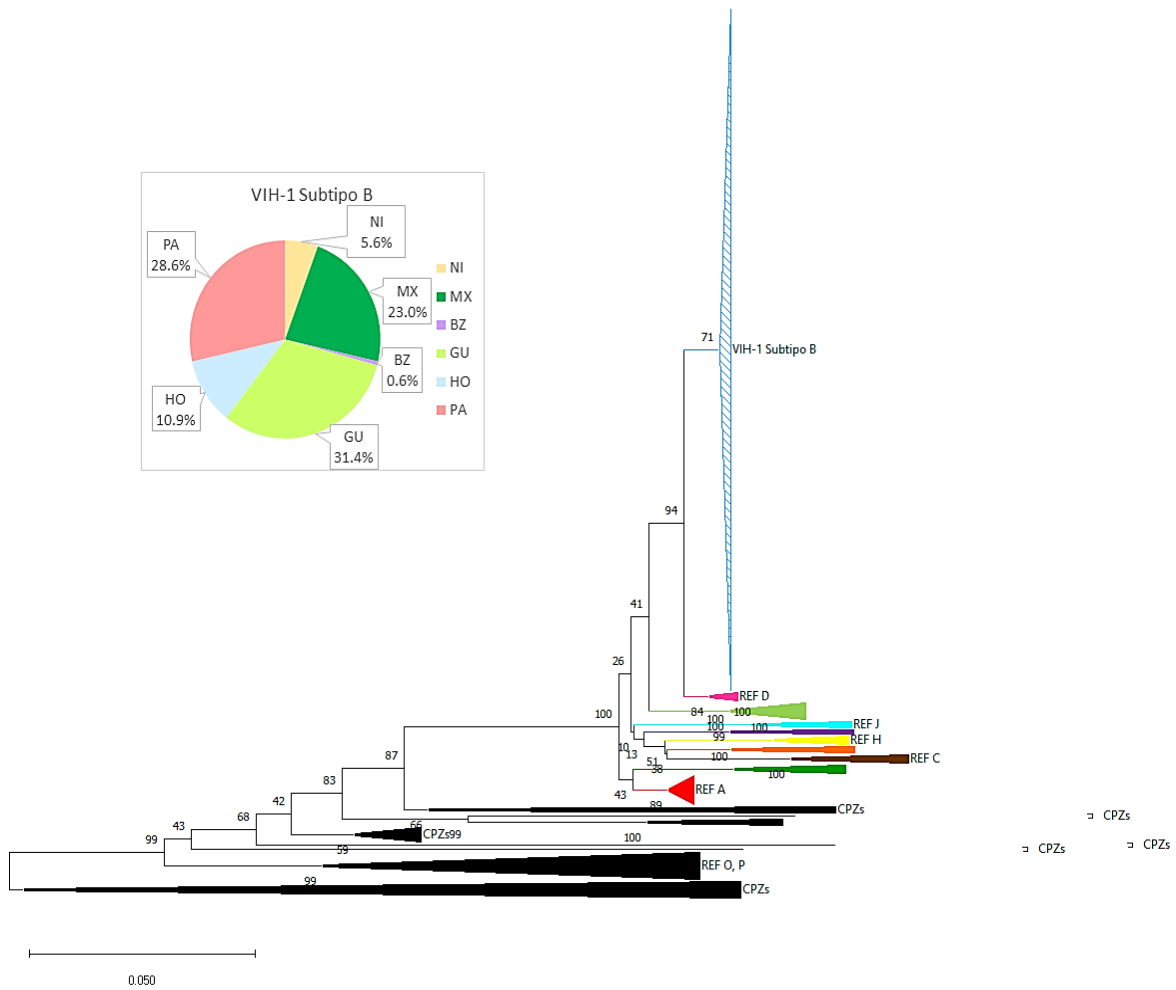 VIH-1 Subtipo B
NI
5.6%
PA
28.6%
NI
MX
23.0%
MX
BZ
BZ
0.6%
GU
HO
HO
10.9%
PA
GU
31.4%
71
VIH-1 Subtipo B
94
41
26
REF D
84
100
100
100
REF J
100
99
REF H
100
10
13
100
REF C
51
38
100
43
REF A
100
87
89
CPZs
83
CPZs
42
66
CPZs99
68
100
CPZs
43
59
CPZs
99
REF O, P
99
CPZs
0.050